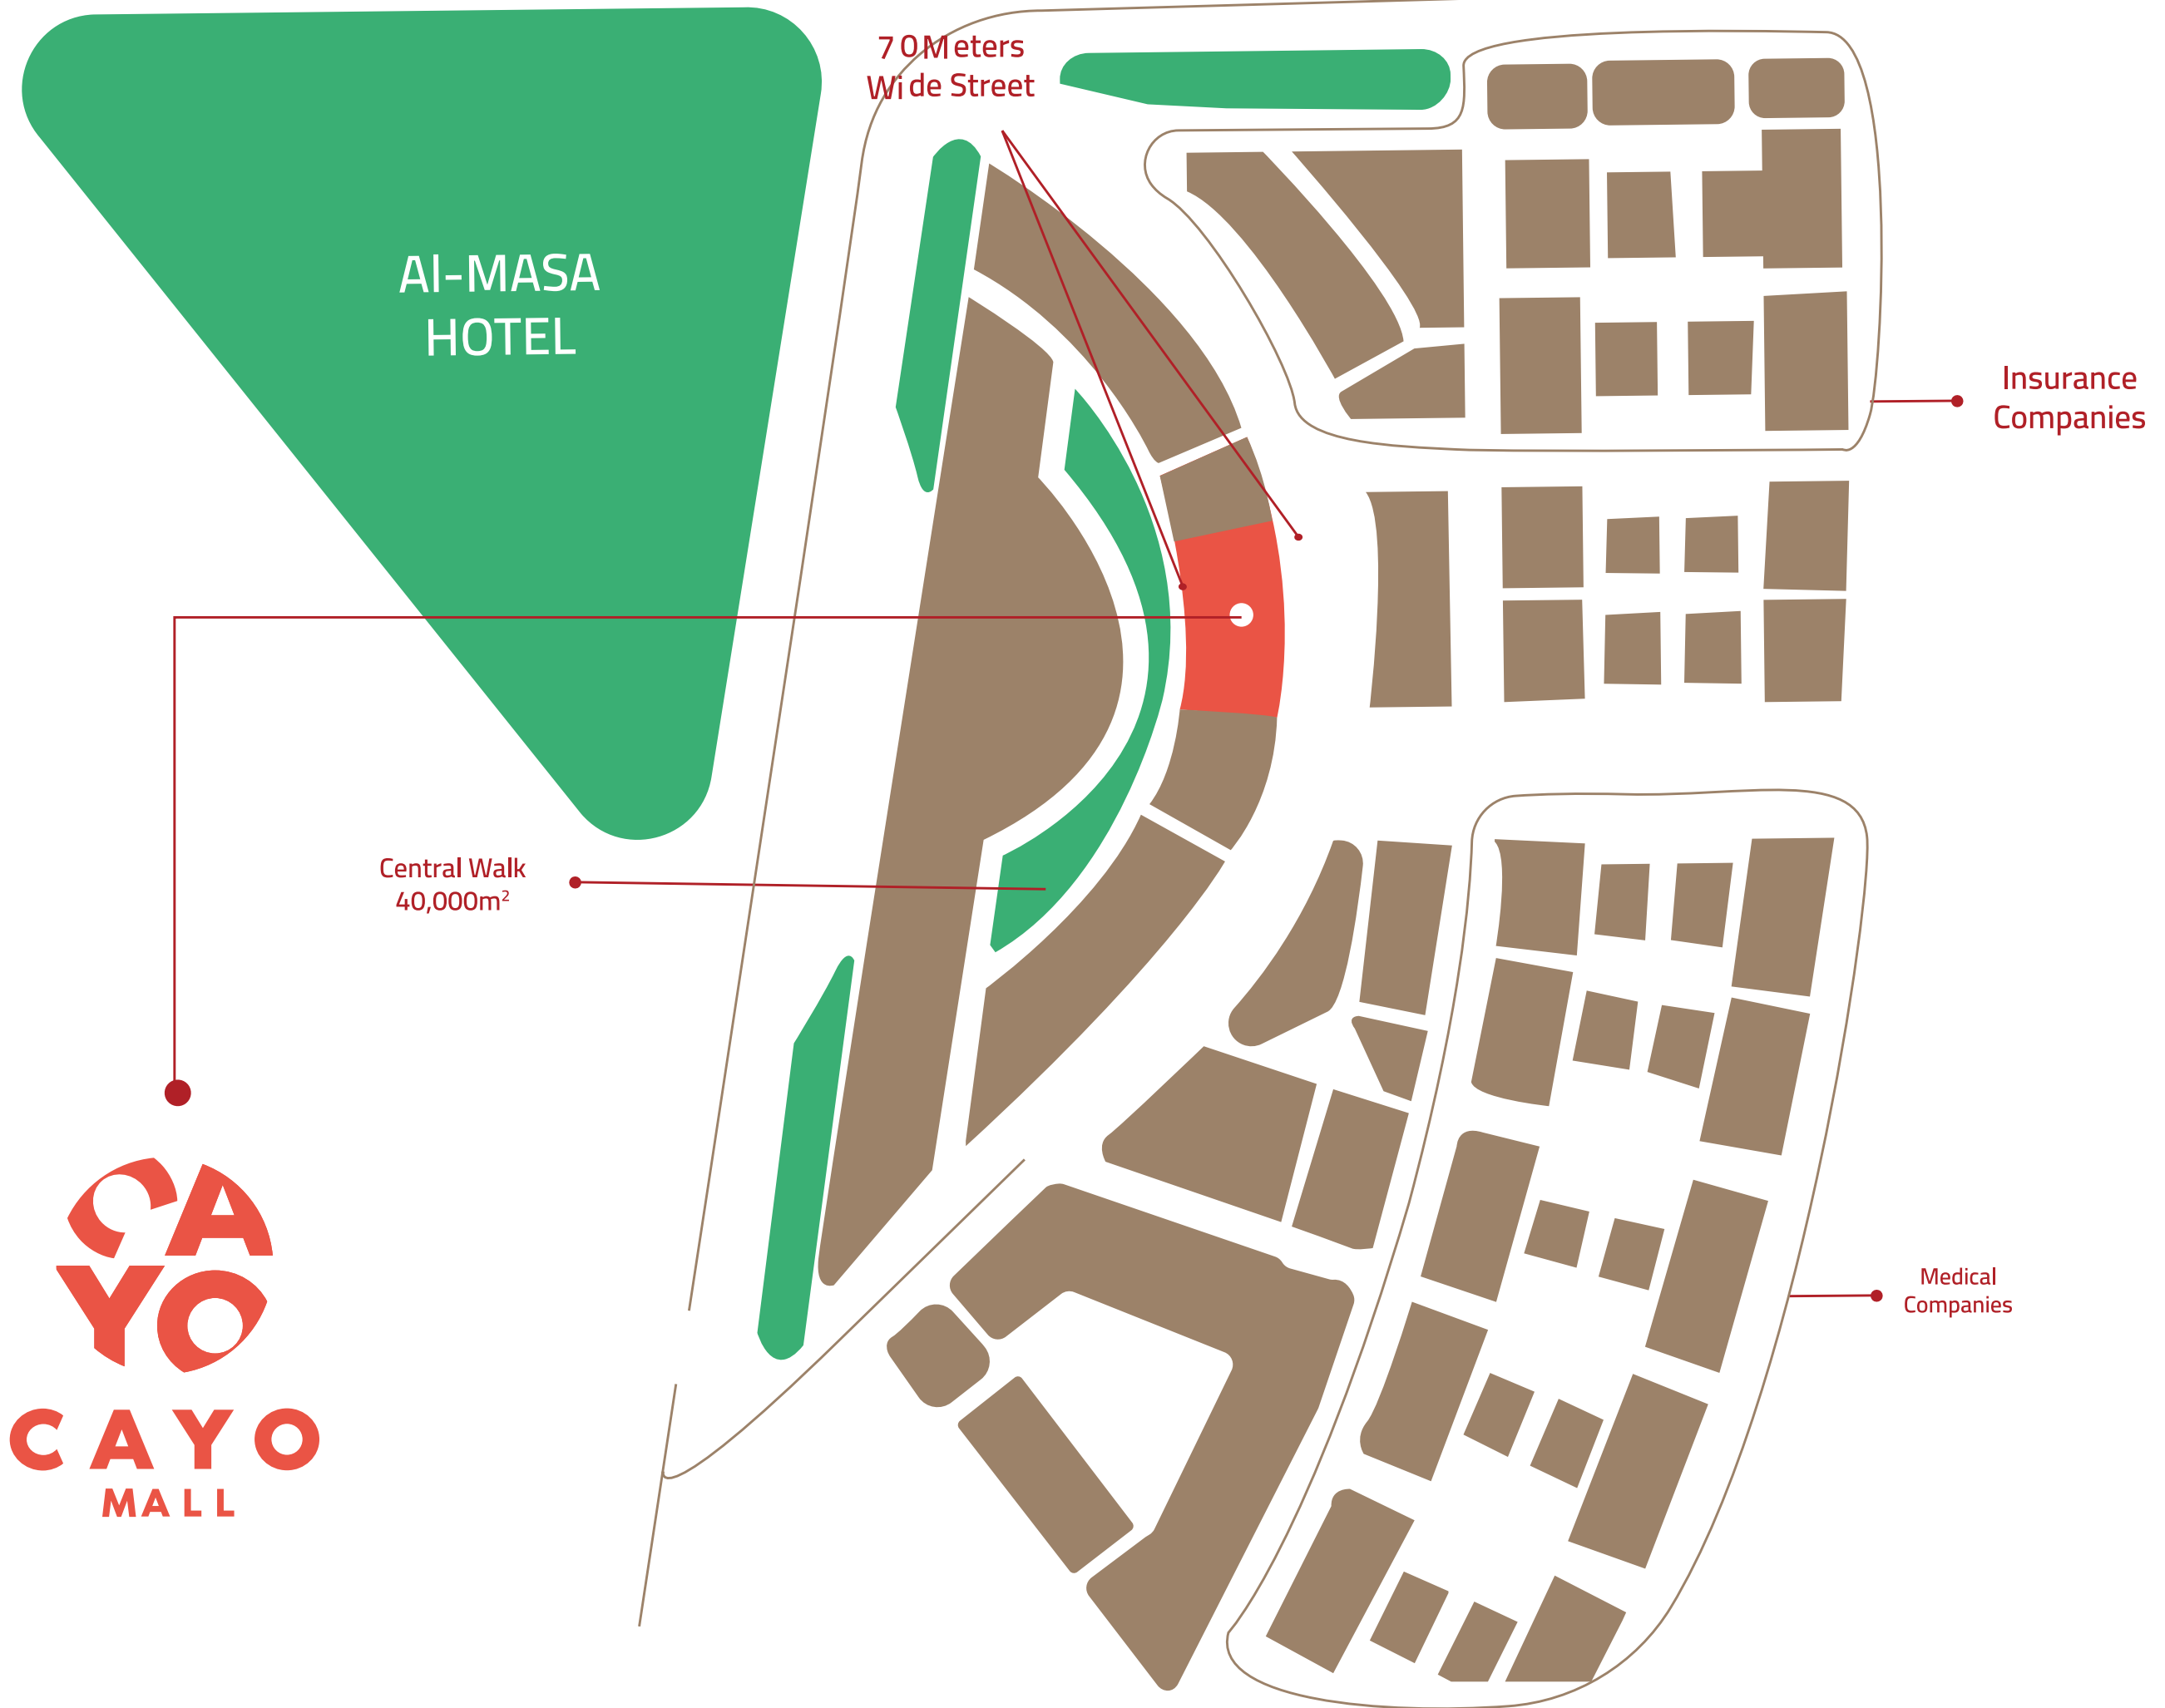 70 Meters
Wide Street
Al-MASA
HOTEL
Insurance
Companies
Central Walk
40,000m²
Medical
Companies
CA
YO
CAYO
MALL